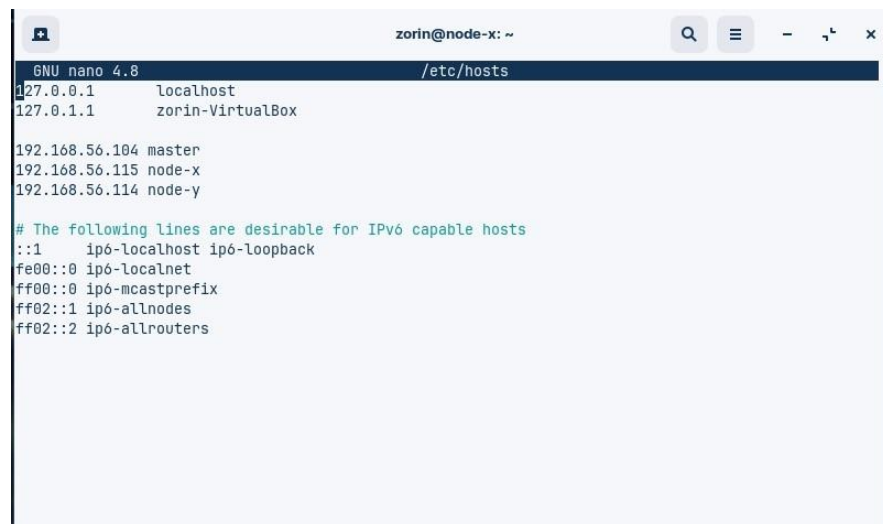 zorin@node-x: ~
GNU nano 4.8 /etc/hosts
127.0.0.1 localhost
127.0.1.1 zorin-VirtualBox
192.168.56.104 master
192.168.56.115 node-x
192.168.56.114 node-y
# The following lines are desirable for IPv6 capable hosts
::1 ip6-localhost ip6-loopback
fe00::0 ip6-localnet
ff00::0 ip6-mcastprefix
ff02::1 ip6-allnodes
ff02::2 ip6-allrouters